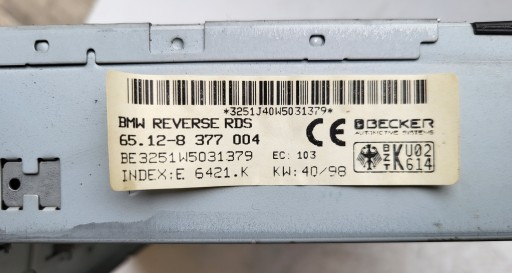 *3251J40W5031379*
BMW REVERSE RDS
65.12-8 377 004
BE3251W5031379
EC: 103
INDEX:E 6421.K
KW:40/98
CE
BECKER
AUTOMOTIVE SYSTEMS
BZT K U02 614